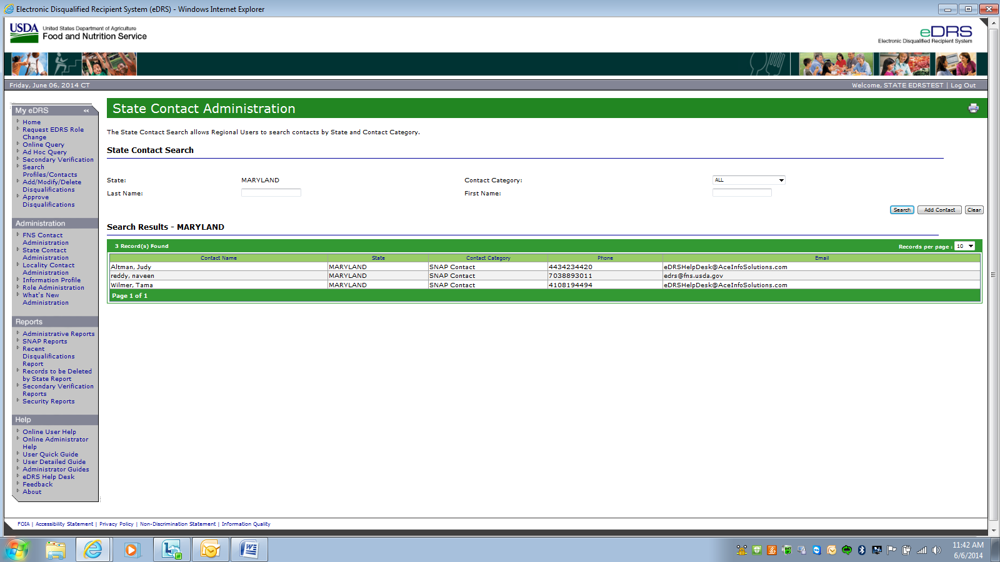 Electronic Disqualified Recipient System (eDRS) - Windows Internet Explorer
USDA United States Department of Agriculture
Food and Nutrition Service
eDRS
Electronic Disqualified Recipient System
Friday, June 06, 2014 CT
Welcome, STATE EDRSTEST | Log Out
My eDRS «
Home
Request EDRS Role
Change
Online Query
Ad Hoc Query
Secondary Verification
Search
Profiles/Contacts
Add/Modify/Delete
Disqualifications
Approve
Disqualifications
Administration
FNS Contact
Administration
State Contact
Administration
Locality Contact
Administration
Information Profile
Role Administration
What's New
Administration
Reports
Administrative Reports
SNAP Reports
Recent
Disqualifications
Report
Records to be Deleted
by State Report
Secondary Verification
Reports
Security Reports
Help
Online User Help
Online Administrator
Help
User Quick Guide
User Detailed Guide
Administrator Guides
eDRS Help Desk
Feedback
About
State Contact Administration
The State Contact Search allows Regional Users to search contacts by State and Contact Category.
State Contact Search
State: MARYLAND Contact Category: ALL
Last Name: First Name:
Search Add Contact Clear
Search Results - MARYLAND
3 Record(s) Found Records per page : 10
Contact Name State Contact Category Phone Email
Altman, Judy MARYLAND SNAP Contact 4434234420 eDRSHelpDesk@AceInfoSolutions.com
reddy, naveen MARYLAND SNAP Contact 7038893011 edrs@fns.usda.gov
Wilmer, Tama MARYLAND SNAP Contact 4108194494 eDRSHelpDesk@AceInfoSolutions.com
Page 1 of 1
FOIA | Accessibility Statement | Privacy Policy | Non-Discrimination Statement | Information Quality
11:42 AM
6/6/2014